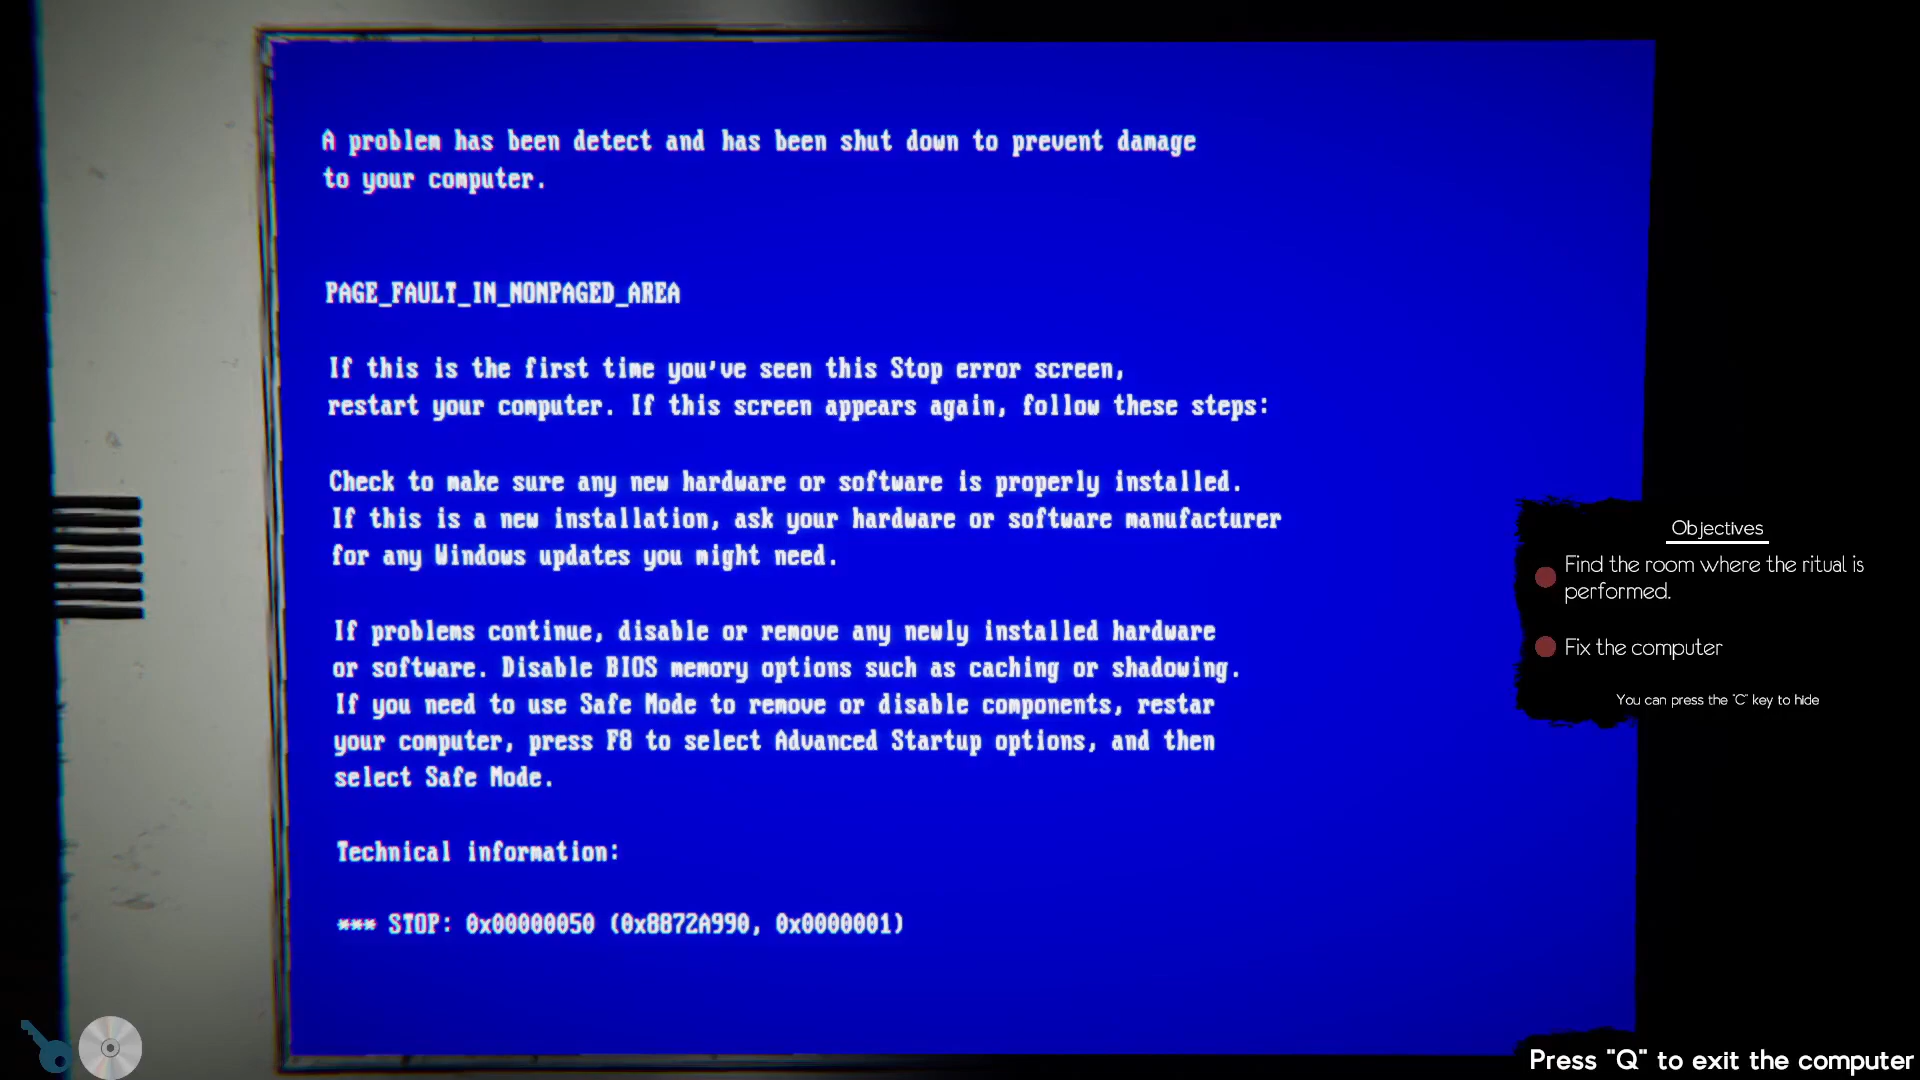 A problem has been detect and has been shut down to prevent damage
to your computer.
PAGE_FAULT_IN_NONPAGED_AREA
If this is the first time you've seen this Stop error screen,
restart your computer. If this screen appears again, follow these steps:
Check to make sure any new hardware or software is properly installed.
If this is a new installation, ask your hardware or software manufacturer
for any Windows updates you might need.
If problems continue, disable or remove any newly installed hardware
or software. Disable BIOS memory options such as caching or shadowing.
If you need to use Safe Mode to remove or disable components, restar
your computer, press F8 to select Advanced Startup options, and then
select Safe Mode.
Technical information:
*** STOP: 0x00000050 (0x8872A990, 0x0000001)
Objectives
Find the room where the ritual is
performed.
Fix the computer
You can press the "C" key to hide
Press "Q" to exit the computer